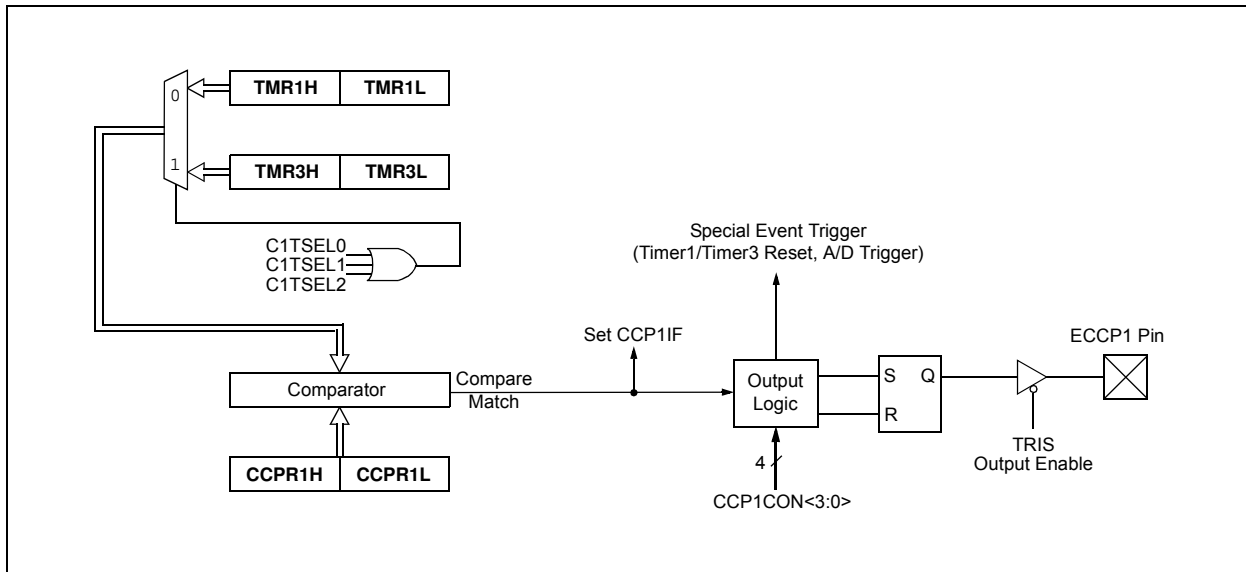 TMR1H TMR1L
0
TMR3H TMR3L
1
C1TSEL0
C1TSEL1
C1TSEL2
Special Event Trigger
(Timer1/Timer3 Reset, A/D Trigger)
Set CCP1IF
ECCP1 Pin
Comparator
Compare
Match
Output
Logic
S Q
R
TRIS
Output Enable
CCPR1H CCPR1L
4
CCP1CON<3:0>